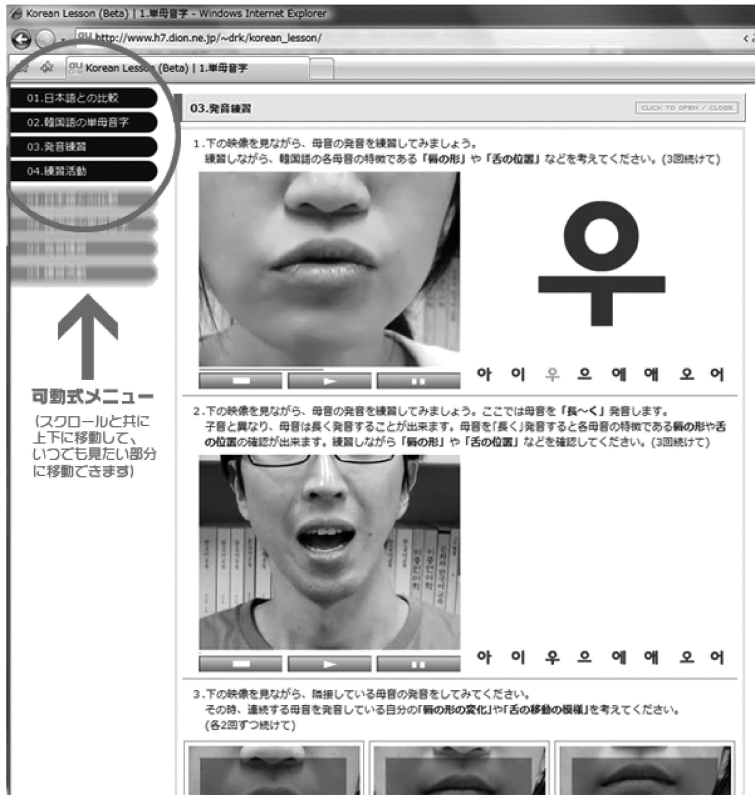 Korean Lesson (Beta) | 1.単母音字 - Windows Internet Explorer
http://www.h7.dion.ne.jp/~drk/korean_lesson/
Korean Lesson (Beta) | 1.単母音字
01.日本語との比較
02.韓国語の単母音字
03.発音練習
04.練習活動
可動式メニュー
(スクロールと共に
上下に移動して、
いつでも見たい部分
に移動できます)
03.発音練習
CLICK TO OPEN / CLOSE
1.下の映像を見ながら、母音の発音を練習してみましょう。
練習しながら、韓国語の各母音の特徴である「唇の形」や「舌の位置」などを考えてください。(3回続けて)
우
아 이 우 으 에 애 오 어
2.下の映像を見ながら、母音の発音を練習してみましょう。ここでは母音を「長〜く」発音します。
子音と異なり、母音は長く発音することが出来ます。母音を「長く」発音すると各母音の特徴である唇の形や舌
の位置の確認が出来ます。練習しながら「唇の形」や「舌の位置」などを確認してください。(3回続けて)
아 이 우 으 에 애 오 어
3.下の映像を見ながら、隣接している母音の発音をしてみてください。
その時、連続する母音を発音している自分の「唇の形の変化」や「舌の移動の模様」を考えてください。
(各2回ずつ続けて)